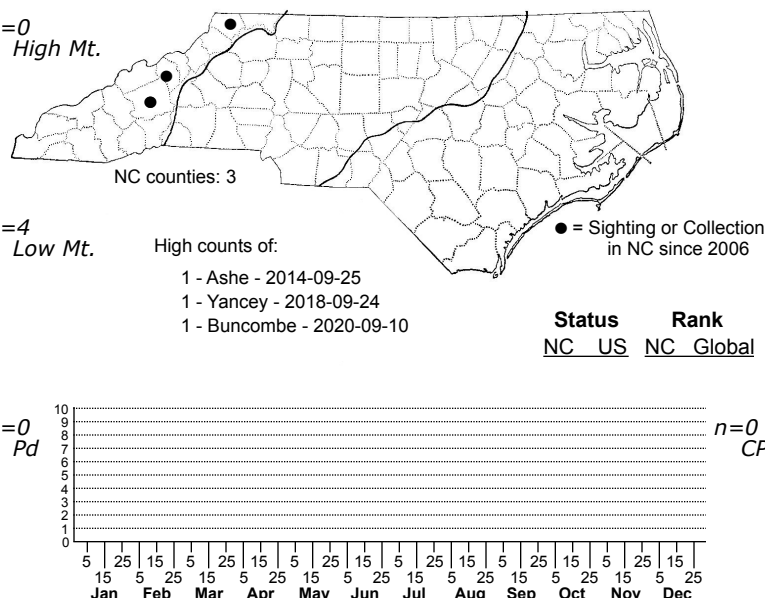 =0
High Mt.
NC counties: 3
=4
Low Mt.
High counts of:
1 - Ashe - 2014-09-25
1 - Yancey - 2018-09-24
1 - Buncombe - 2020-09-10
● = Sighting or Collection
in NC since 2006
Status Rank
NC US NC Global
=0
Pd
n=0
CP
10
9
8
7
6
5
4
3
2
1
0
5 25 15 5 25 15 5 25 15 5 25 15 5 25 15 5 25 15
15 5 25 15 5 25 15 5 25 15 5 25 15 5 25 15 5 25
Jan Feb Mar Apr May Jun Jul Aug Sep Oct Nov Dec